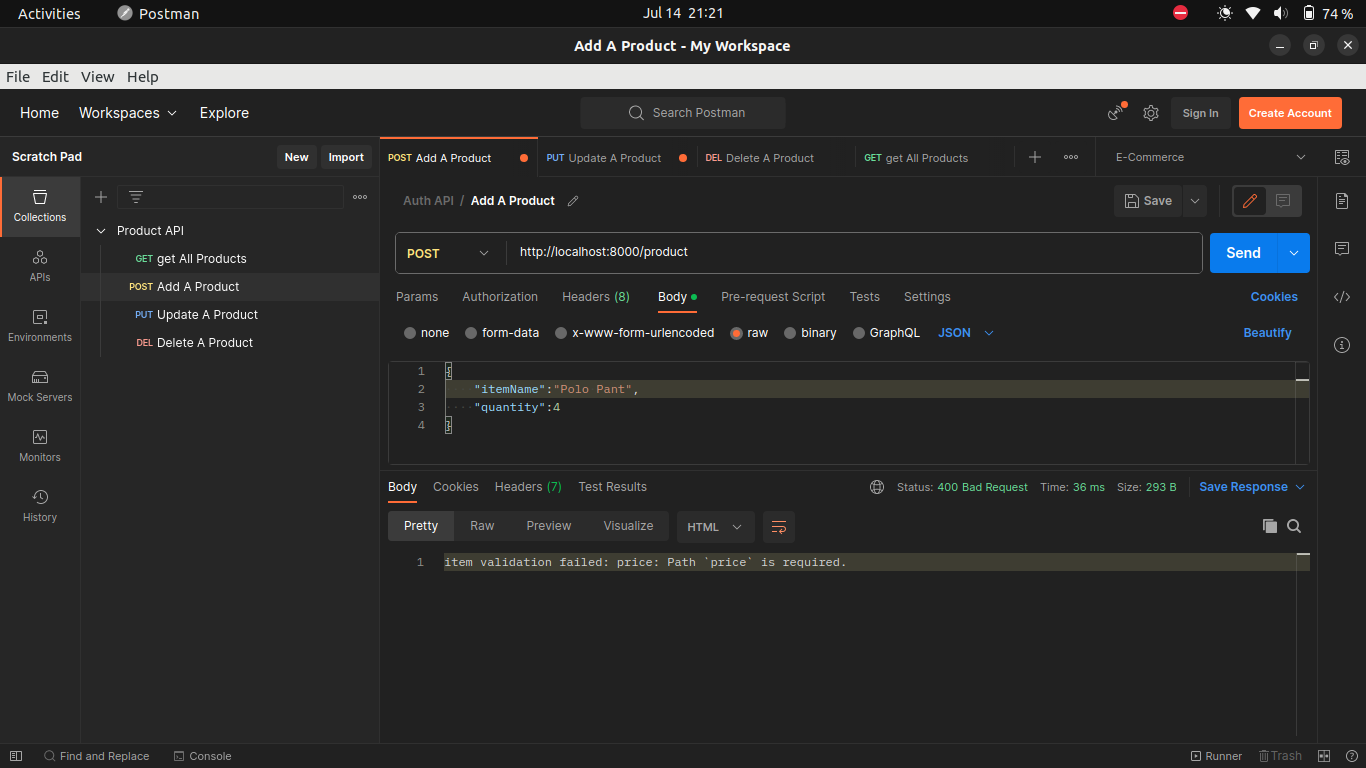 Activities Postman Jul 14 21:21 74 %
Add A Product - My Workspace
File Edit View Help
Home Workspaces Explore Search Postman Sign In Create Account
Scratch Pad New Import POST Add A Product PUT Update A Product DEL Delete A Product GET get All Products E-Commerce
Collections
APIs
Environments
Mock Servers
Monitors
History
Product API
GET get All Products
POST Add A Product
PUT Update A Product
DEL Delete A Product
Auth API / Add A Product Save
POST http://localhost:8000/product Send
Params Authorization Headers (8) Body Pre-request Script Tests Settings Cookies
none form-data x-www-form-urlencoded raw binary GraphQL JSON Beautify
1 {
2 "itemName":"Polo Pant",
3 "quantity":4
4 }
Body Cookies Headers (7) Test Results Status: 400 Bad Request Time: 36 ms Size: 293 B Save Response
Pretty Raw Preview Visualize HTML
1 item validation failed: price: Path `price` is required.
Find and Replace Console Runner Trash